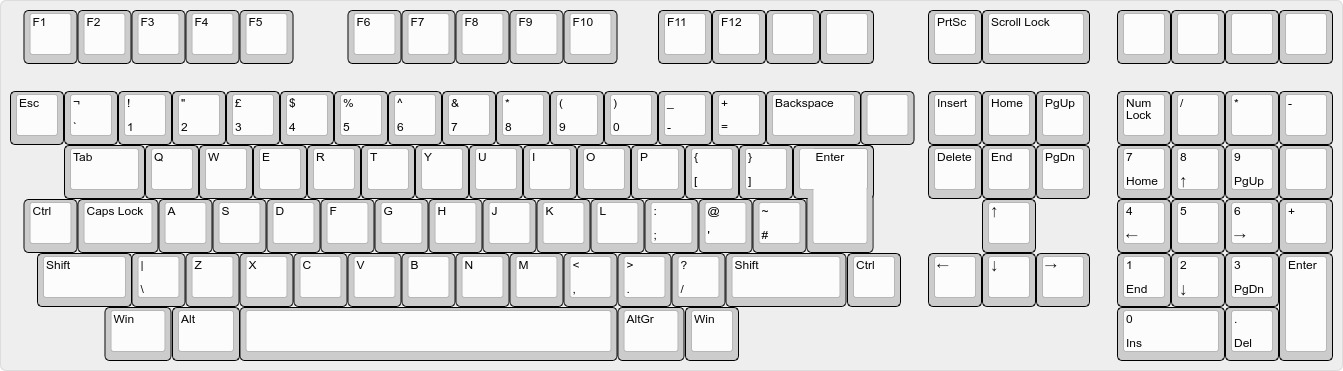 F1 F2 F3 F4 F5 F6 F7 F8 F9 F10 F11 F12 PrtSc Scroll Lock
Esc ¬ ! " £ $ % ^ & * ( ) _ + Backspace Insert Home PgUp Num / * -
Lock
` 1 2 3 4 5 6 7 8 9 0 - =
Tab Q W E R T Y U I O P { } Enter Delete End PgDn 7 8 9
[ ] Home ↑ PgUp
Ctrl Caps Lock A S D F G H J K L : @ ~ ↑ 4 5 6 +
; ' # ← →
Shift | Z X C V B N M < > ? Shift Ctrl ← ↓ → 1 2 3 Enter
\ , . / End ↓ PgDn
Win Alt AltGr Win 0 .
Ins Del